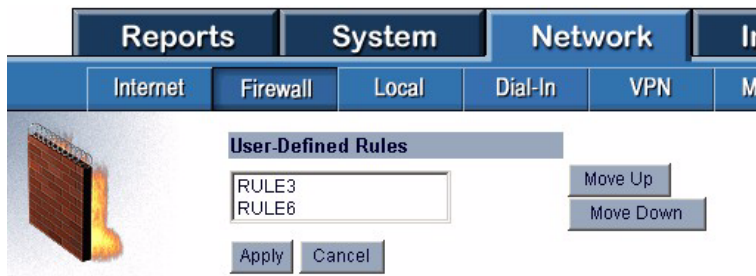 Reports System Network
Internet Firewall Local Dial-In VPN
User-Defined Rules
RULE3
RULE6
Move Up
Move Down
Apply Cancel